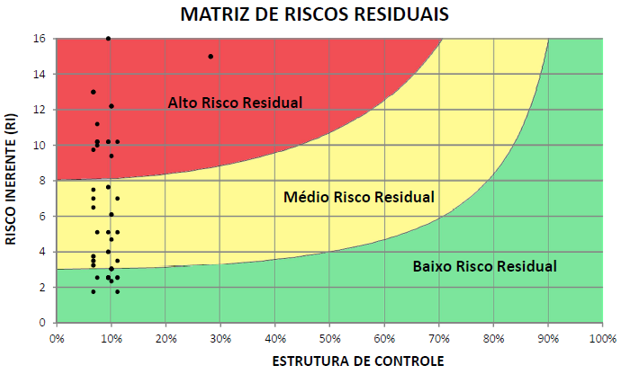 MATRIZ DE RISCOS RESIDUAIS
16
14
12
10
8
6
4
2
0
RISCO INERENTE (RI)
Alto Risco Residual
Médio Risco Residual
Baixo Risco Residual
0% 10% 20% 30% 40% 50% 60% 70% 80% 90% 100%
ESTRUTURA DE CONTROLE